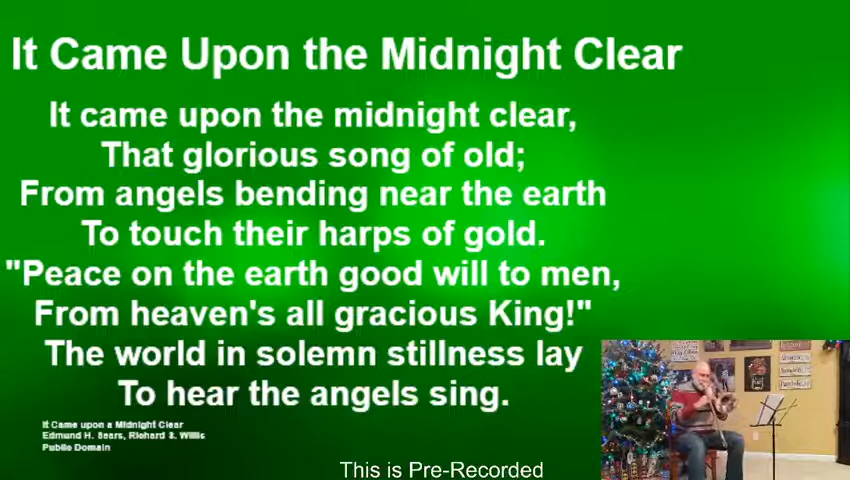 It Came Upon the Midnight Clear
It came upon the midnight clear,
That glorious song of old;
From angels bending near the earth
To touch their harps of gold.
"Peace on the earth good will to men,
From heaven's all gracious King!"
The world in solemn stillness lay
To hear the angels sing.
It Came upon a Midnight Clear
Edmund H. Sears, Richard S. Willis
Public Domain
This is Pre-Recorded